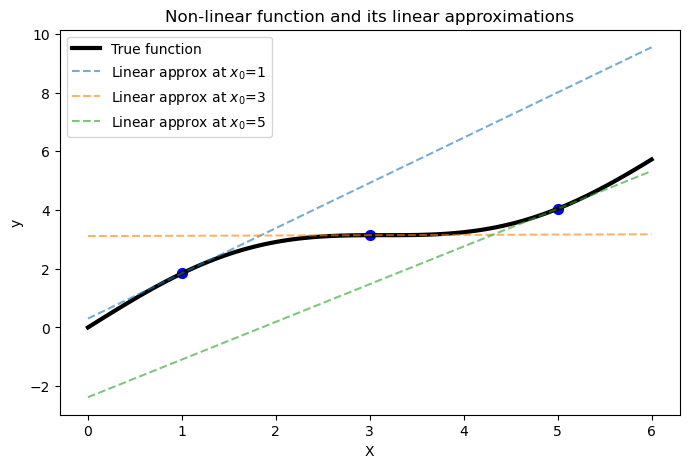 Non-linear function and its linear approximations
True function
Linear approx at x₀=1
Linear approx at x₀=3
Linear approx at x₀=5
10
8
6
4
2
0
−2
y
0 1 2 3 4 5 6
X